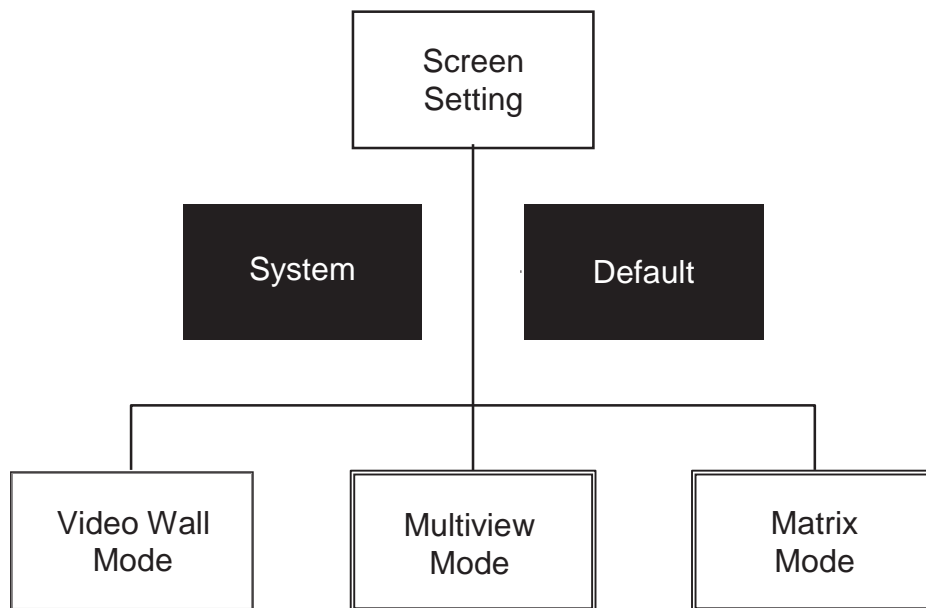 Screen
Setting
System
Default
Video Wall
Mode
Multiview
Mode
Matrix
Mode